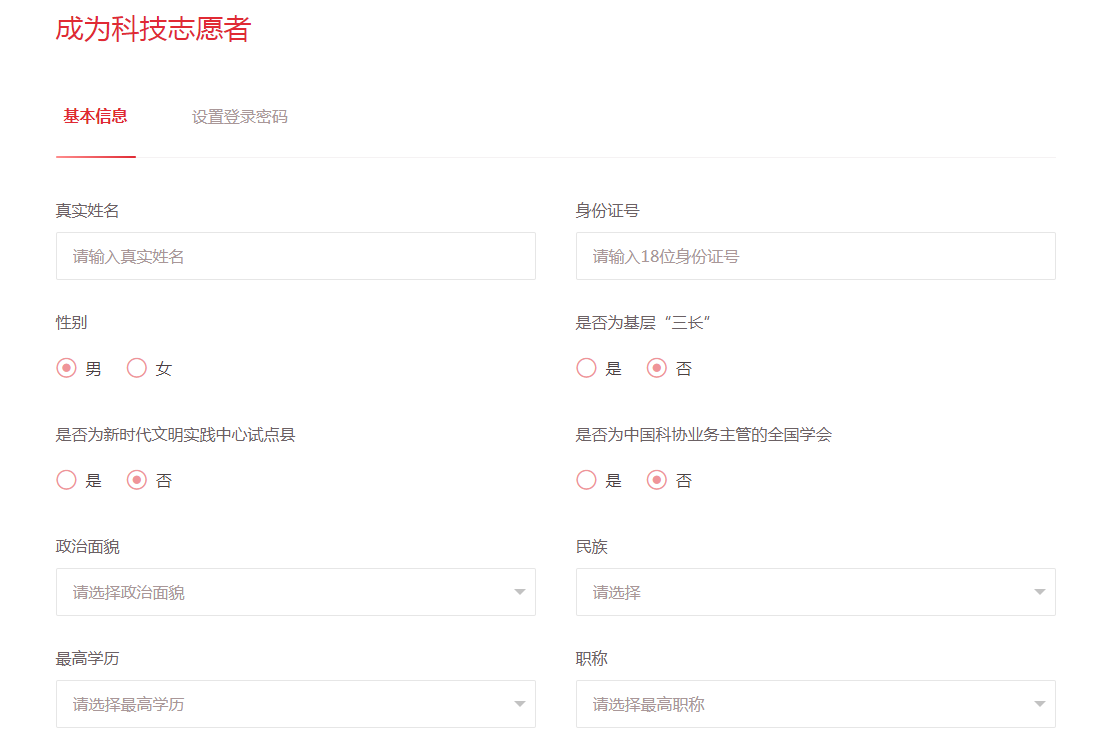 成为科技志愿者
基本信息 设置登录密码
真实姓名 身份证号
请输入真实姓名 请输入18位身份证号
性别 是否为基层“三长”
男 女 是 否
是否为新时代文明实践中心试点县 是否为中国科协业务主管的全国学会
是 否 是 否
政治面貌 民族
请选择政治面貌 请选择
最高学历 职称
请选择最高学历 请选择最高职称